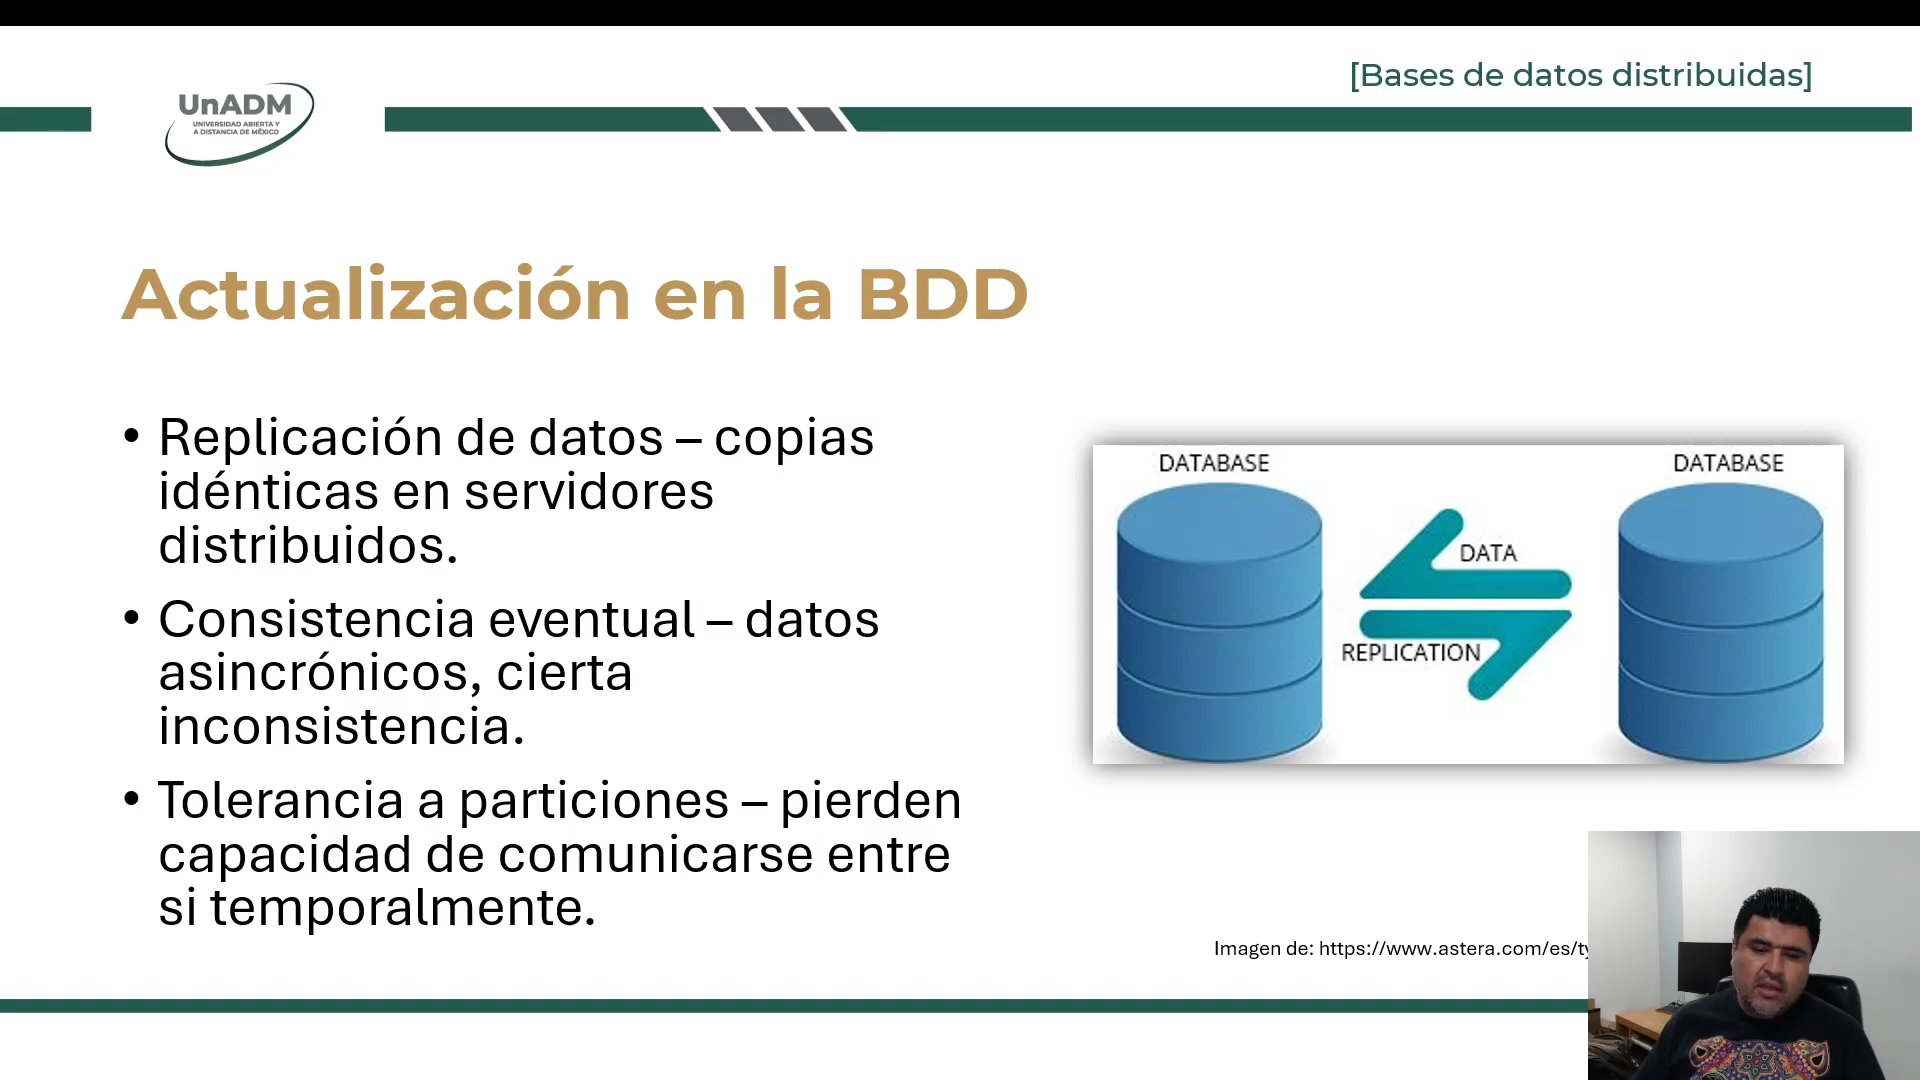 [Bases de datos distribuidas]
UnADM
UNIVERSIDAD ABIERTA Y
A DISTANCIA DE MÉXICO
Actualización en la BDD
• Replicación de datos – copias
idénticas en servidores
distribuidos.
• Consistencia eventual – datos
asincrónicos, cierta
inconsistencia.
• Tolerancia a particiones – pierden
capacidad de comunicarse entre
si temporalmente.
DATABASE
DATABASE
DATA
REPLICATION
Imagen de: https://www.astera.com/es/ty